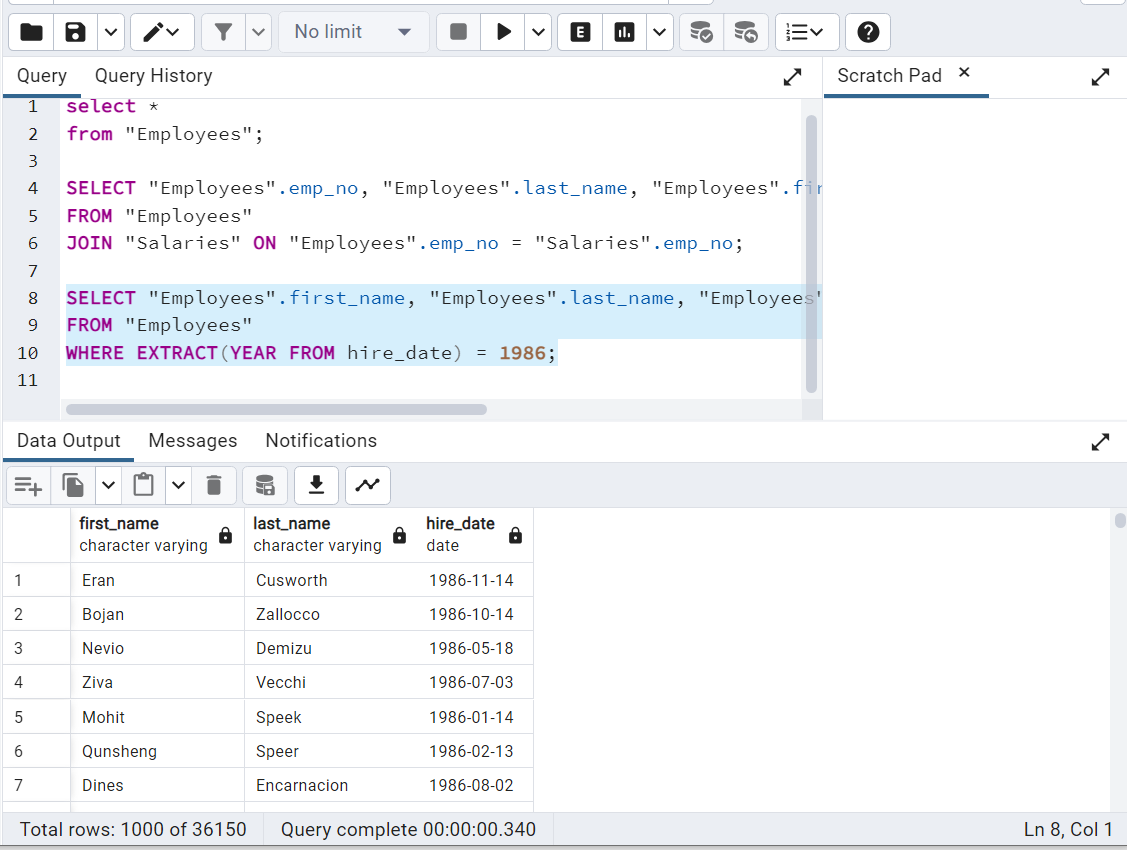 No limit
E
Query Query History
Scratch Pad
1 select *
2 from "Employees";
3
4 SELECT "Employees".emp_no, "Employees".last_name, "Employees".fir
5 FROM "Employees"
6 JOIN "Salaries" ON "Employees".emp_no = "Salaries".emp_no;
7
8 SELECT "Employees".first_name, "Employees".last_name, "Employees"
9 FROM "Employees"
10 WHERE EXTRACT(YEAR FROM hire_date) = 1986;
11
Data Output Messages Notifications
first_name last_name hire_date
character varying character varying date
1 Eran Cusworth 1986-11-14
2 Bojan Zallocco 1986-10-14
3 Nevio Demizu 1986-05-18
4 Ziva Vecchi 1986-07-03
5 Mohit Speek 1986-01-14
6 Qunsheng Speer 1986-02-13
7 Dines Encarnacion 1986-08-02
Total rows: 1000 of 36150 Query complete 00:00:00.340 Ln 8, Col 1